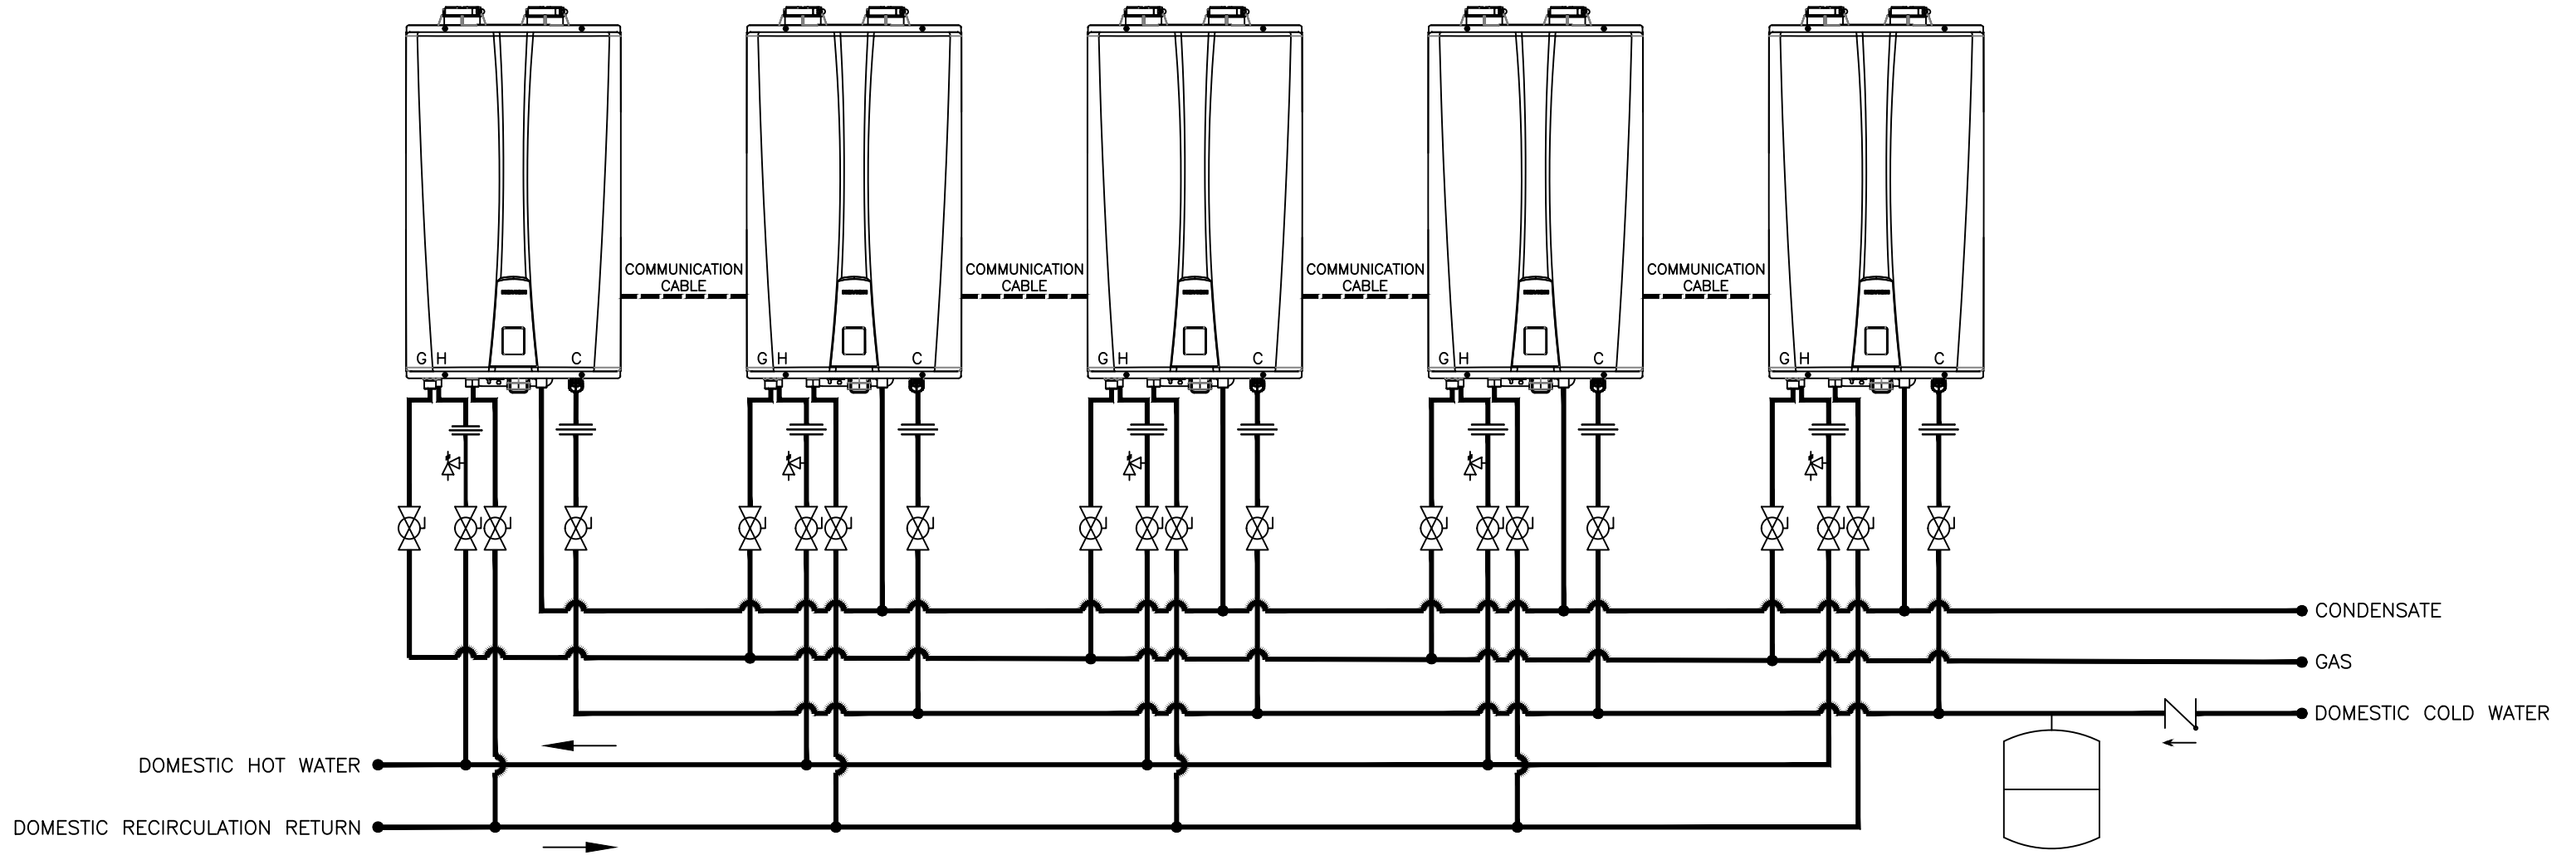 COMMUNICATION
CABLE
COMMUNICATION
CABLE
COMMUNICATION
CABLE
COMMUNICATION
CABLE
G H C
G H C
G H C
G H C
G H C
CONDENSATE
GAS
DOMESTIC COLD WATER
DOMESTIC HOT WATER
DOMESTIC RECIRCULATION RETURN